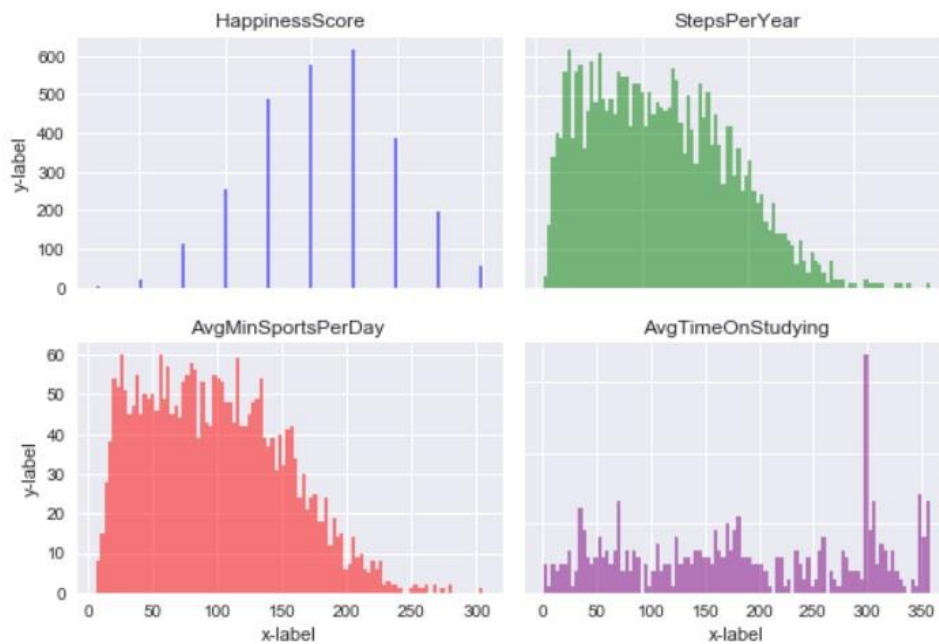 HappinessScore
StepsPerYear
600
500
400
300
200
100
0
y-label
AvgMinSportsPerDay
AvgTimeOnStudying
60
50
40
30
20
10
0
y-label
0 50 100 150 200 250 300
0 50 100 150 200 250 300 350
x-label
x-label